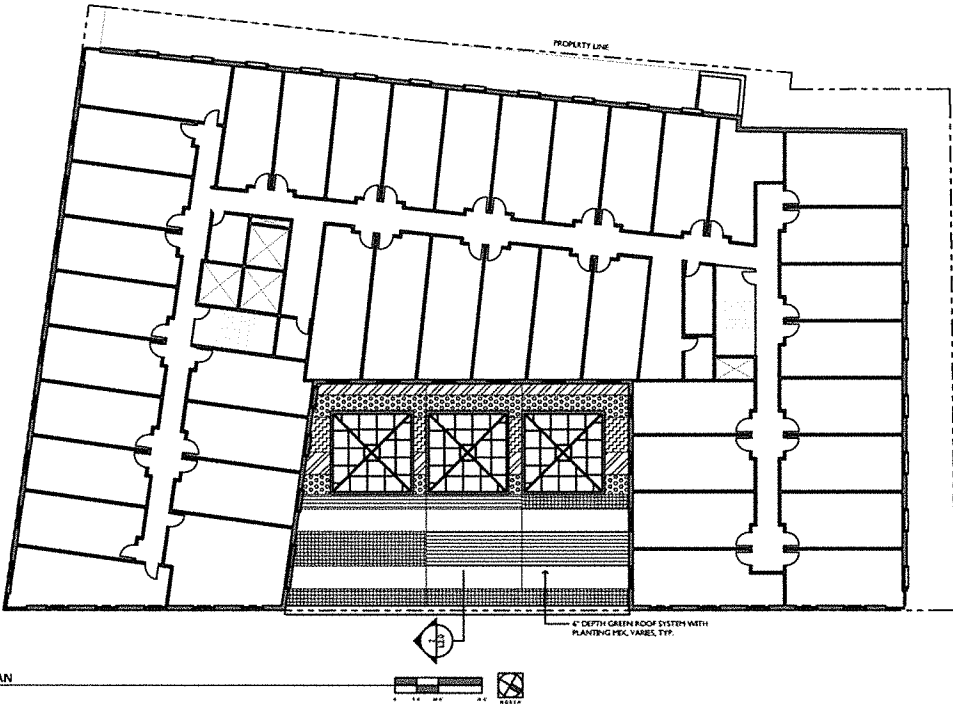 PROPERTY LINE
6" DEPTH GREEN ROOF SYSTEM WITH
PLANTING MIX, VARIES, TYP.
AN
NORTH